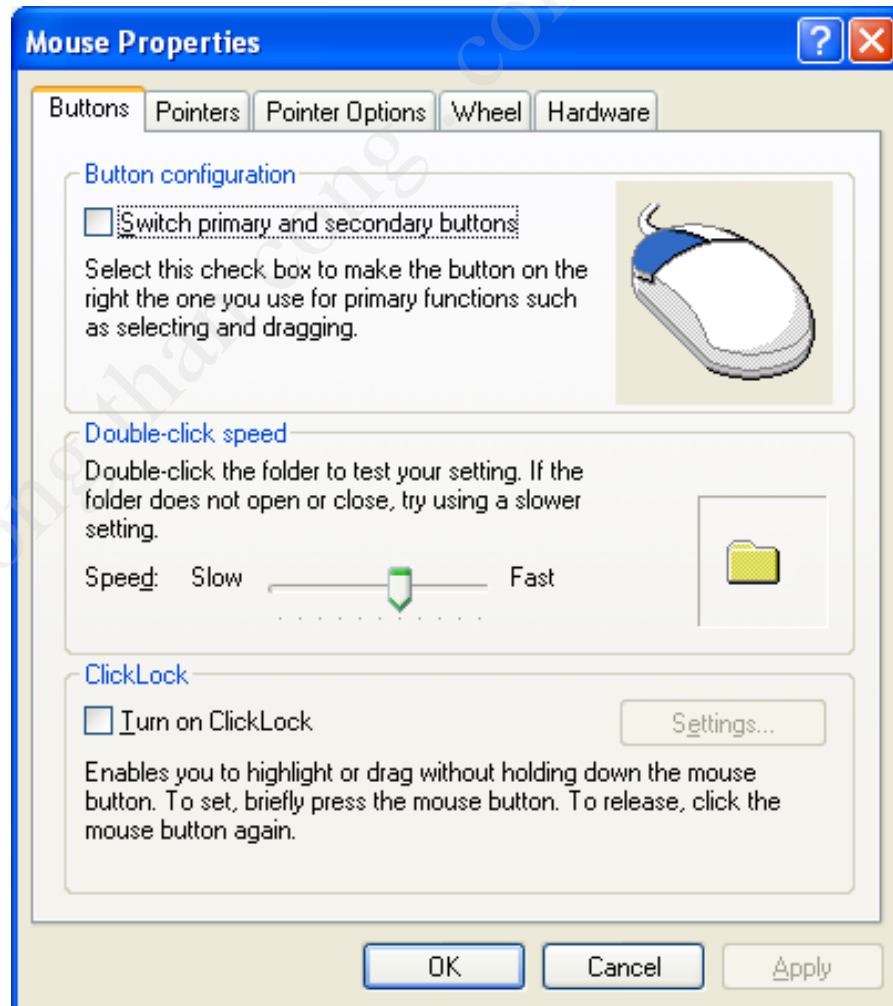 Mouse Properties
?
Buttons Pointers Pointer Options Wheel Hardware
Button configuration
Switch primary and secondary buttons
Select this check box to make the button on the
right the one you use for primary functions such
as selecting and dragging.
Double-click speed
Double-click the folder to test your setting. If the
folder does not open or close, try using a slower
setting.
Speed: Slow Fast
ClickLock
Turn on ClickLock
Settings...
Enables you to highlight or drag without holding down the mouse
button. To set, briefly press the mouse button. To release, click the
mouse button again.
OK Cancel Apply
ong than cong . com